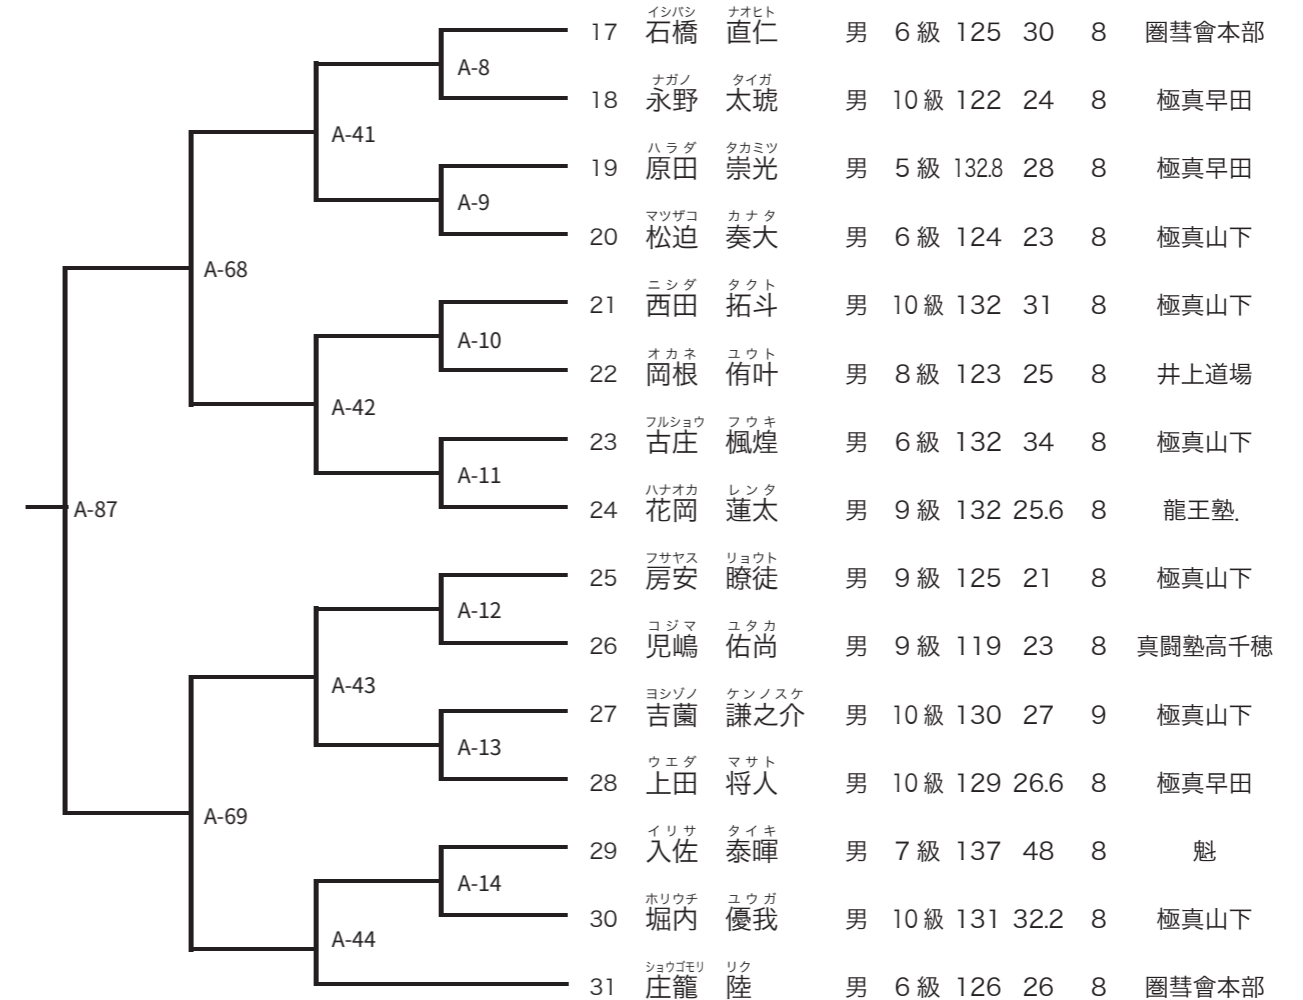 イシバシ ナオヒト
17 石橋 直仁 男 6級 125 30 8 圏彗會本部
A-8
ナガノ タイガ
18 永野 太琥 男 10級 122 24 8 極真早田
A-41
ハラダ タカミツ
19 原田 崇光 男 5級 132.8 28 8 極真早田
A-9
マツザコ カナタ
20 松迫 奏大 男 6級 124 23 8 極真山下
A-68
ニシダ タクト
21 西田 拓斗 男 10級 132 31 8 極真山下
A-10
オカネ ユウト
22 岡根 侑叶 男 8級 123 25 8 井上道場
A-42
フルショウ フウキ
23 古庄 楓煌 男 6級 132 34 8 極真山下
A-11
ハナオカ レンタ
24 花岡 蓮太 男 9級 132 25.6 8 龍王塾.
A-87
フサヤス リョウト
25 房安 瞭徒 男 9級 125 21 8 極真山下
A-12
コジマ ユタカ
26 児嶋 佑尚 男 9級 119 23 8 真闘塾高千穂
A-43
ヨシゾノ ケンノスケ
27 吉薗 謙之介 男 10級 130 27 9 極真山下
A-13
ウエダ マサト
28 上田 将人 男 10級 129 26.6 8 極真早田
A-69
イリサ タイキ
29 入佐 泰暉 男 7級 137 48 8 魁
A-14
ホリウチ ユウガ
30 堀内 優我 男 10級 131 32.2 8 極真山下
A-44
ショウゴモリ リク
31 庄籠 陸 男 6級 126 26 8 圏彗會本部